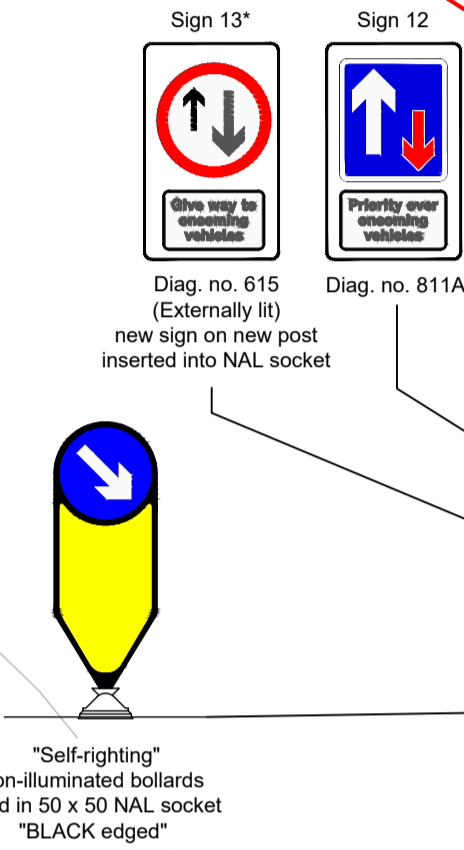 Sign 13*
Sign 12
Give way to
oncoming
vehicles
Priority over
oncoming
vehicles
Diag. no. 615
(Externally lit)
new sign on new post
inserted into NAL socket
Diag. no. 811A
"Self-righting"
on-illuminated bollards
d in 50 x 50 NAL socket
"BLACK edged"